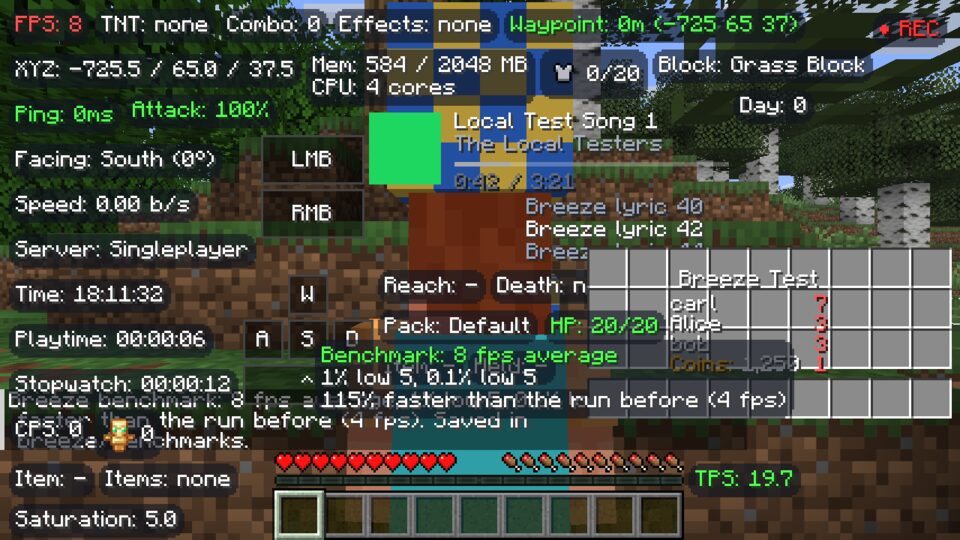 FPS: 8 TNT: none Combo: 0 Effects: none Waypoint: 0m (-725 65 37) REC
XYZ: -725.5 / 65.0 / 37.5 Mem: 584 / 2048 MB 0/20 Block: Grass Block
CPU: 4 cores
Day: 0
Ping: 0ms Attack: 100%
Local Test Song 1
The Local Testers
0:42 / 3:21
Facing: South (0°) LMB
Speed: 0.00 b/s RMB
Breeze lyric 40
Breeze lyric 42
Breeze
Server: Singleplayer
Reach: - Death: n
Breeze Test
Time: 18:11:32 W
carl 7
Alice 3
bob 3
Coins: 1,250 1
Playtime: 00:00:06 A S D
Pack: Default HP: 20/20
Benchmark: 8 fps average
1% low 5, 0.1% low 5
115% faster than the run before (4 fps)
Stopwatch: 00:00:12
Breeze benchmark: 8 fps
faster than the run before (4 fps). Saved in
CPS: 0 0
benchmarks.
Item: - Items: none TPS: 19.7
Saturation: 5.0